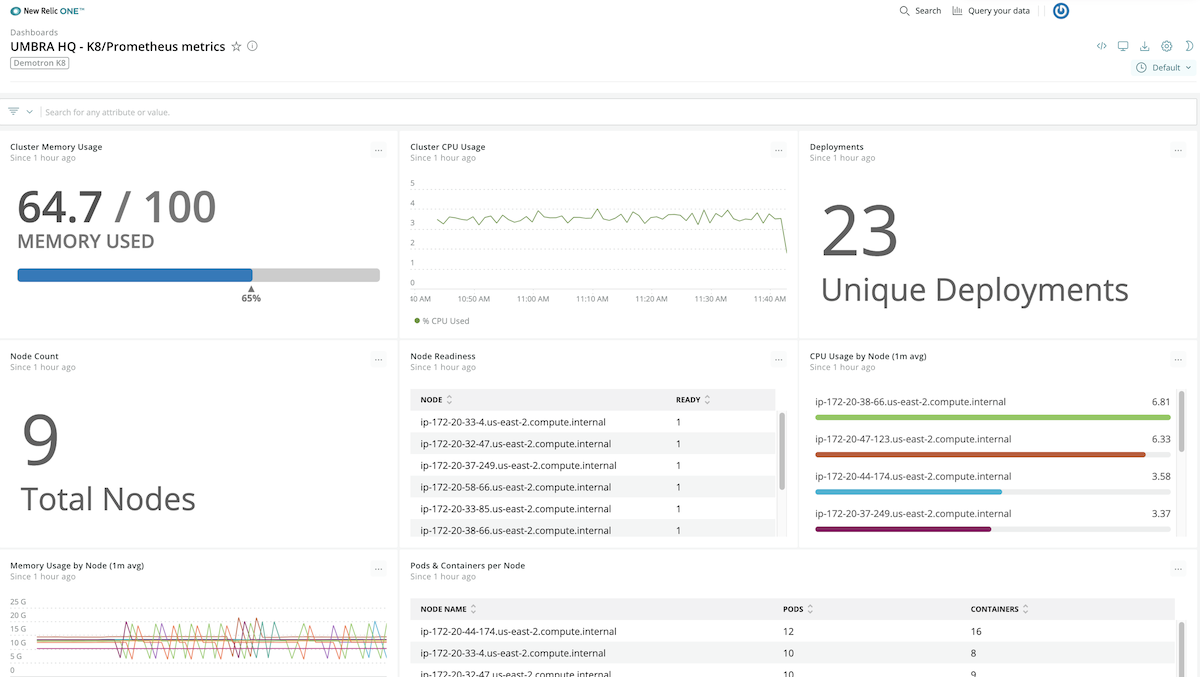 New Relic ONE™
Search
Query your data
Dashboards
UMBRA HQ - K8/Prometheus metrics
Demotron K8
Default
Search for any attribute or value.
Cluster Memory Usage
Since 1 hour ago
64.7 / 100
MEMORY USED
65%
Cluster CPU Usage
Since 1 hour ago
5
4
3
2
1
0
:40 AM
10:50 AM
11:00 AM
11:10 AM
11:20 AM
11:30 AM
11:40 AM
% CPU Used
Deployments
Since 1 hour ago
23
Unique Deployments
Node Count
Since 1 hour ago
9
Total Nodes
Node Readiness
Since 1 hour ago
NODE READY
ip-172-20-33-4.us-east-2.compute.internal 1
ip-172-20-32-47.us-east-2.compute.internal 1
ip-172-20-37-249.us-east-2.compute.internal 1
ip-172-20-58-66.us-east-2.compute.internal 1
ip-172-20-33-85.us-east-2.compute.internal 1
ip-172-20-38-66.us-east-2.compute.internal 1
CPU Usage by Node (1m avg)
Since 1 hour ago
ip-172-20-38-66.us-east-2.compute.internal 6.81
ip-172-20-47-123.us-east-2.compute.internal 6.33
ip-172-20-44-174.us-east-2.compute.internal 3.58
ip-172-20-37-249.us-east-2.compute.internal 3.37
Memory Usage by Node (1m avg)
Since 1 hour ago
25 G
20 G
15 G
10 G
5 G
0
Pods & Containers per Node
Since 1 hour ago
NODE NAME PODS CONTAINERS
ip-172-20-44-174.us-east-2.compute.internal 12 16
ip-172-20-33-4.us-east-2.compute.internal 10 8
ip-172-20-32-47.us-east-2.compute.internal 10 9